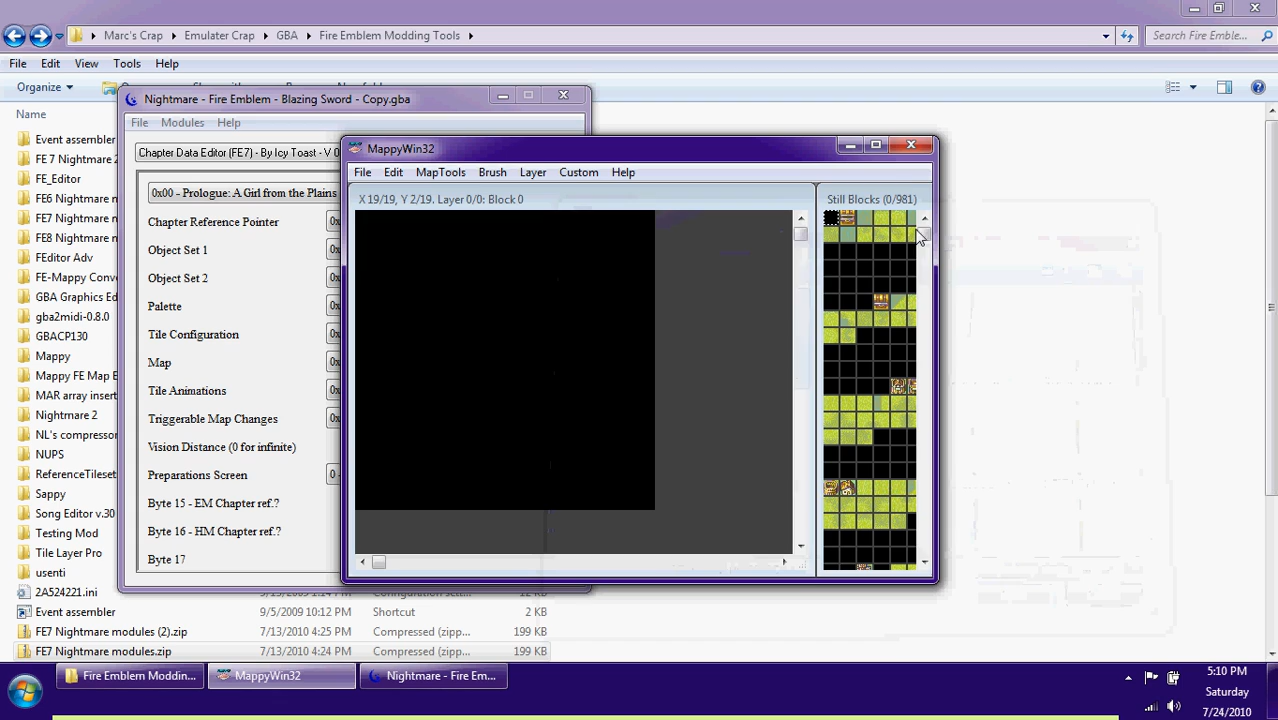 Marc's Crap Emulater Crap GBA Fire Emblem Modding Tools
Search Fire Emble...
File Edit View Tools Help
Organize
Name
Event assembler
FE 7 Nightmare 2
FE_Editor
FE6 Nightmare n
FE7 Nightmare n
FE8 Nightmare n
FEditor Adv
FE-Mappy Conve
GBA Graphics Ed
gba2midi-0.8.0
GBACP130
Mappy
Mappy FE Map E
MAR array insert
Nightmare 2
NL's compressor
NUPS
ReferenceTileset
Sappy
Song Editor v.30
Testing Mod
Tile Layer Pro
usenti
2A524221.ini
Event assembler 9/5/2009 10:12 PM Shortcut 2 KB
FE7 Nightmare modules (2).zip 7/13/2010 4:25 PM Compressed (zipp... 199 KB
FE7 Nightmare modules.zip 7/13/2010 4:24 PM Compressed (zipp... 199 KB
Nightmare - Fire Emblem - Blazing Sword - Copy.gba
File Modules Help
Chapter Data Editor (FE7) - By Icy Toast - V 0
0x00 - Prologue: A Girl from the Plains
Chapter Reference Pointer
Object Set 1
Object Set 2
Palette
Tile Configuration
Map
Tile Animations
Triggerable Map Changes
Vision Distance (0 for infinite)
Preparations Screen
Byte 15 - EM Chapter ref.?
Byte 16 - HM Chapter ref.?
Byte 17
MappyWin32
File Edit MapTools Brush Layer Custom Help
X 19/19, Y 2/19. Layer 0/0: Block 0
Still Blocks (0/981)
Fire Emblem Moddin...
MappyWin32
Nightmare - Fire Em...
5:10 PM
Saturday
7/24/2010